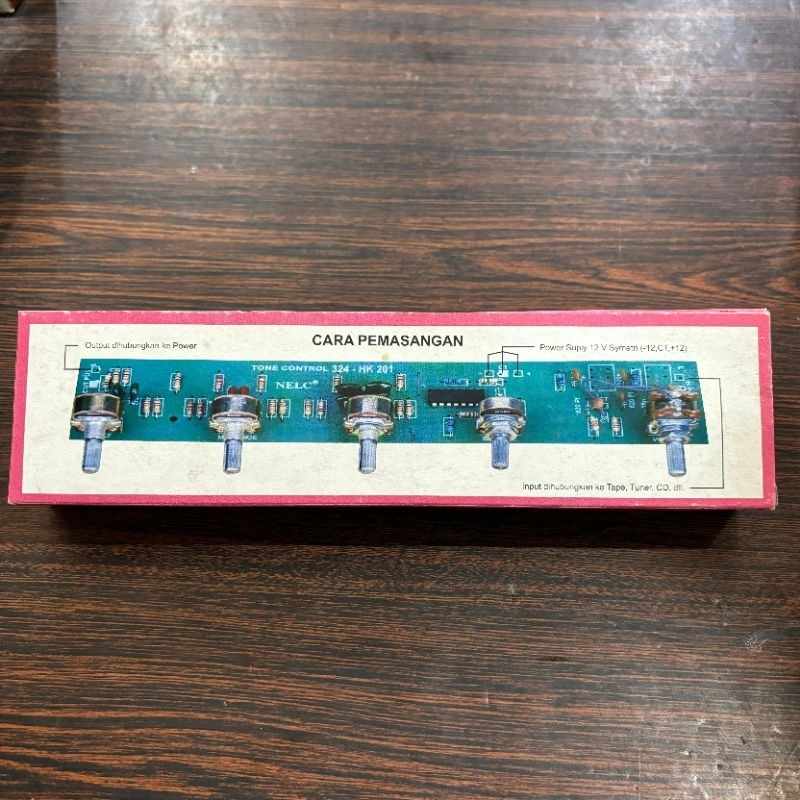 CARA PEMASANGAN
Output dihubungkan ke Power
Power Suply 12 V Symetri (-12,CT,+12)
TONE CONTROL 324 - HK 201
NELC®
Input dihubungkan ke Tape, Tuner, CD, dll.